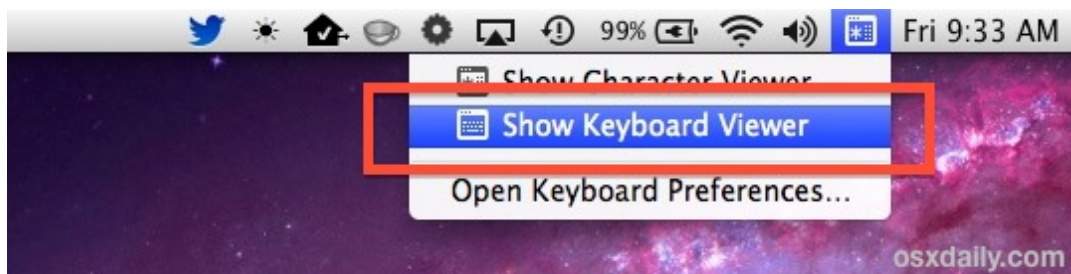 99% Fri 9:33 AM
Show Character Viewer
Show Keyboard Viewer
Open Keyboard Preferences...
osxdaily.com